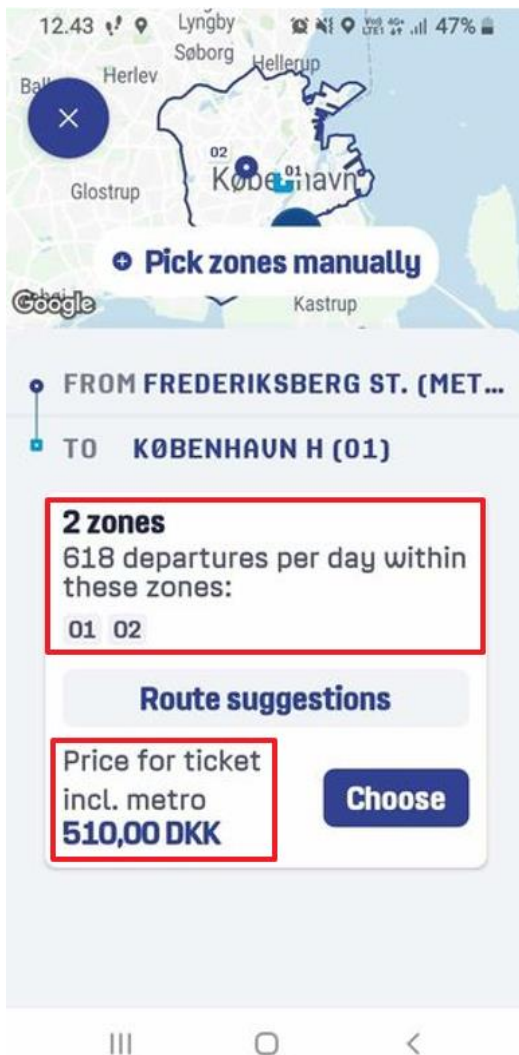 12.43 47%
Lyngby
Søborg
Hellerup
Herlev
02
01
København
Glostrup
Pick zones manually
Google
Kastrup
FROM FREDERIKSBERG ST. (MET...
TO KØBENHAVN H (01)
2 zones
618 departures per day within
these zones:
01 02
Route suggestions
Price for ticket
incl. metro
510,00 DKK
Choose